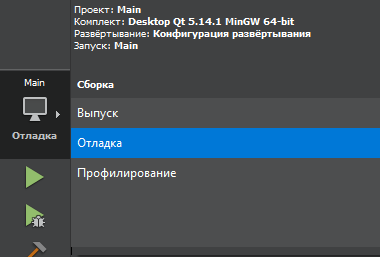 Проект: Main
Комплект: Desktop Qt 5.14.1 MinGW 64-bit
Развёртывание: Конфигурация развёртывания
Запуск: Main
Main
Отладка
Сборка
Выпуск
Отладка
Профилирование